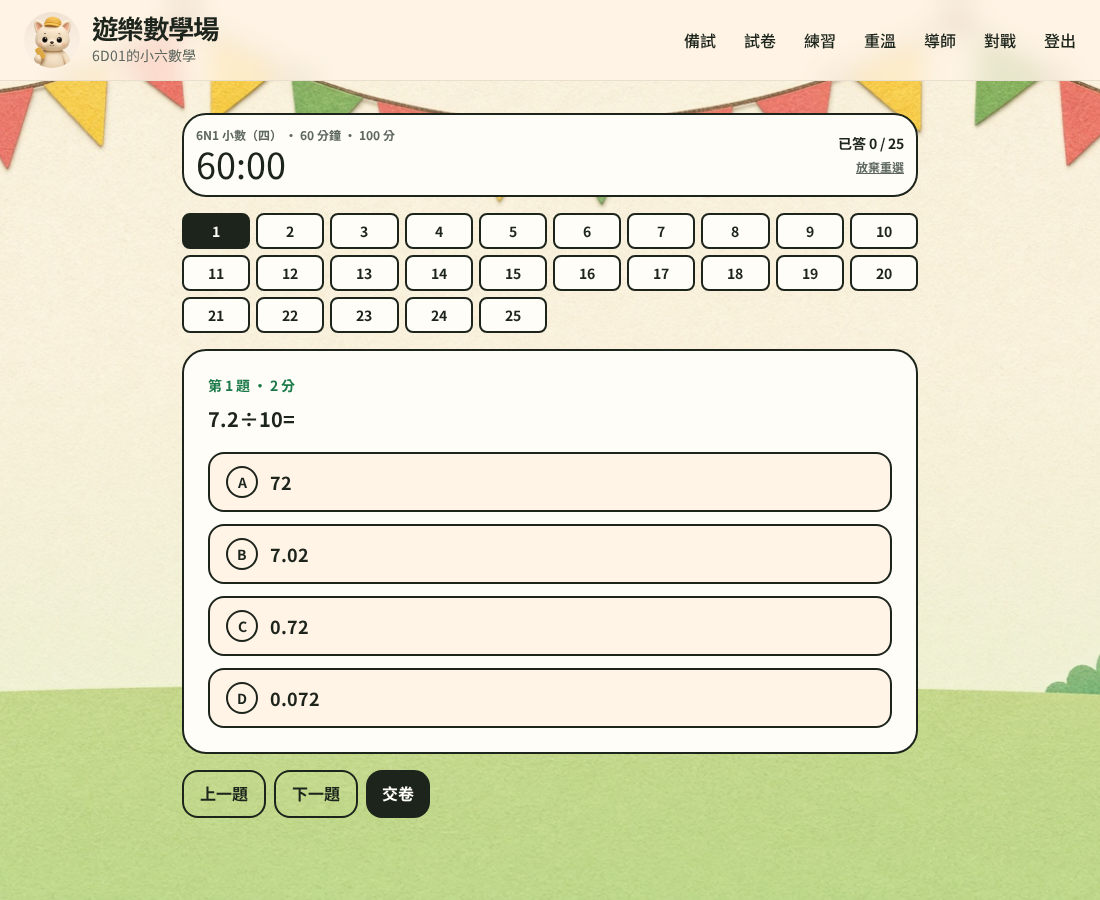 遊樂數學場
6D01的小六數學
備試 試卷 練習 重溫 導師 對戰 登出
6N1 小數（四） · 60 分鐘 · 100 分
60:00
已答 0 / 25
放棄重選
1 2 3 4 5 6 7 8 9 10
11 12 13 14 15 16 17 18 19 20
21 22 23 24 25
第 1 題 · 2 分
7.2÷10=
A 72
B 7.02
C 0.72
D 0.072
上一題 下一題 交卷